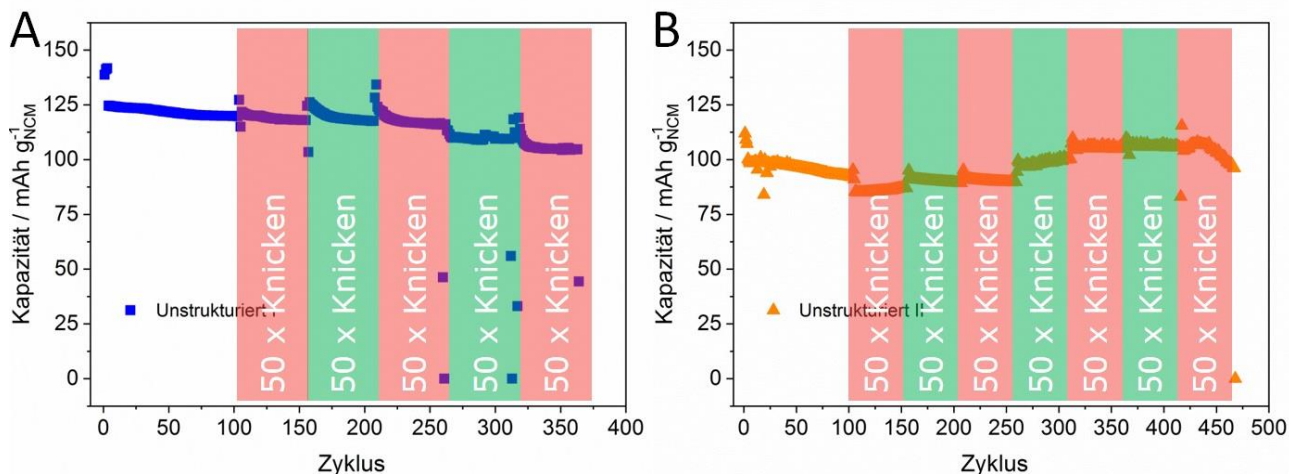 A
Kapazität / mAh g⁻¹NCM
150
125
100
75
50
25
0
Unstrukturiert I
50 x Knicken
50 x Knicken
50 x Knicken
50 x Knicken
50 x Knicken
0 50 100 150 200 250 300 350 400
Zyklus
B
Kapazität / mAh g⁻¹NCM
150
125
100
75
50
25
0
Unstrukturiert II
50 x Knicken
50 x Knicken
50 x Knicken
50 x Knicken
50 x Knicken
50 x Knicken
50 x Knicken
0 50 100 150 200 250 300 350 400 450 500
Zyklus